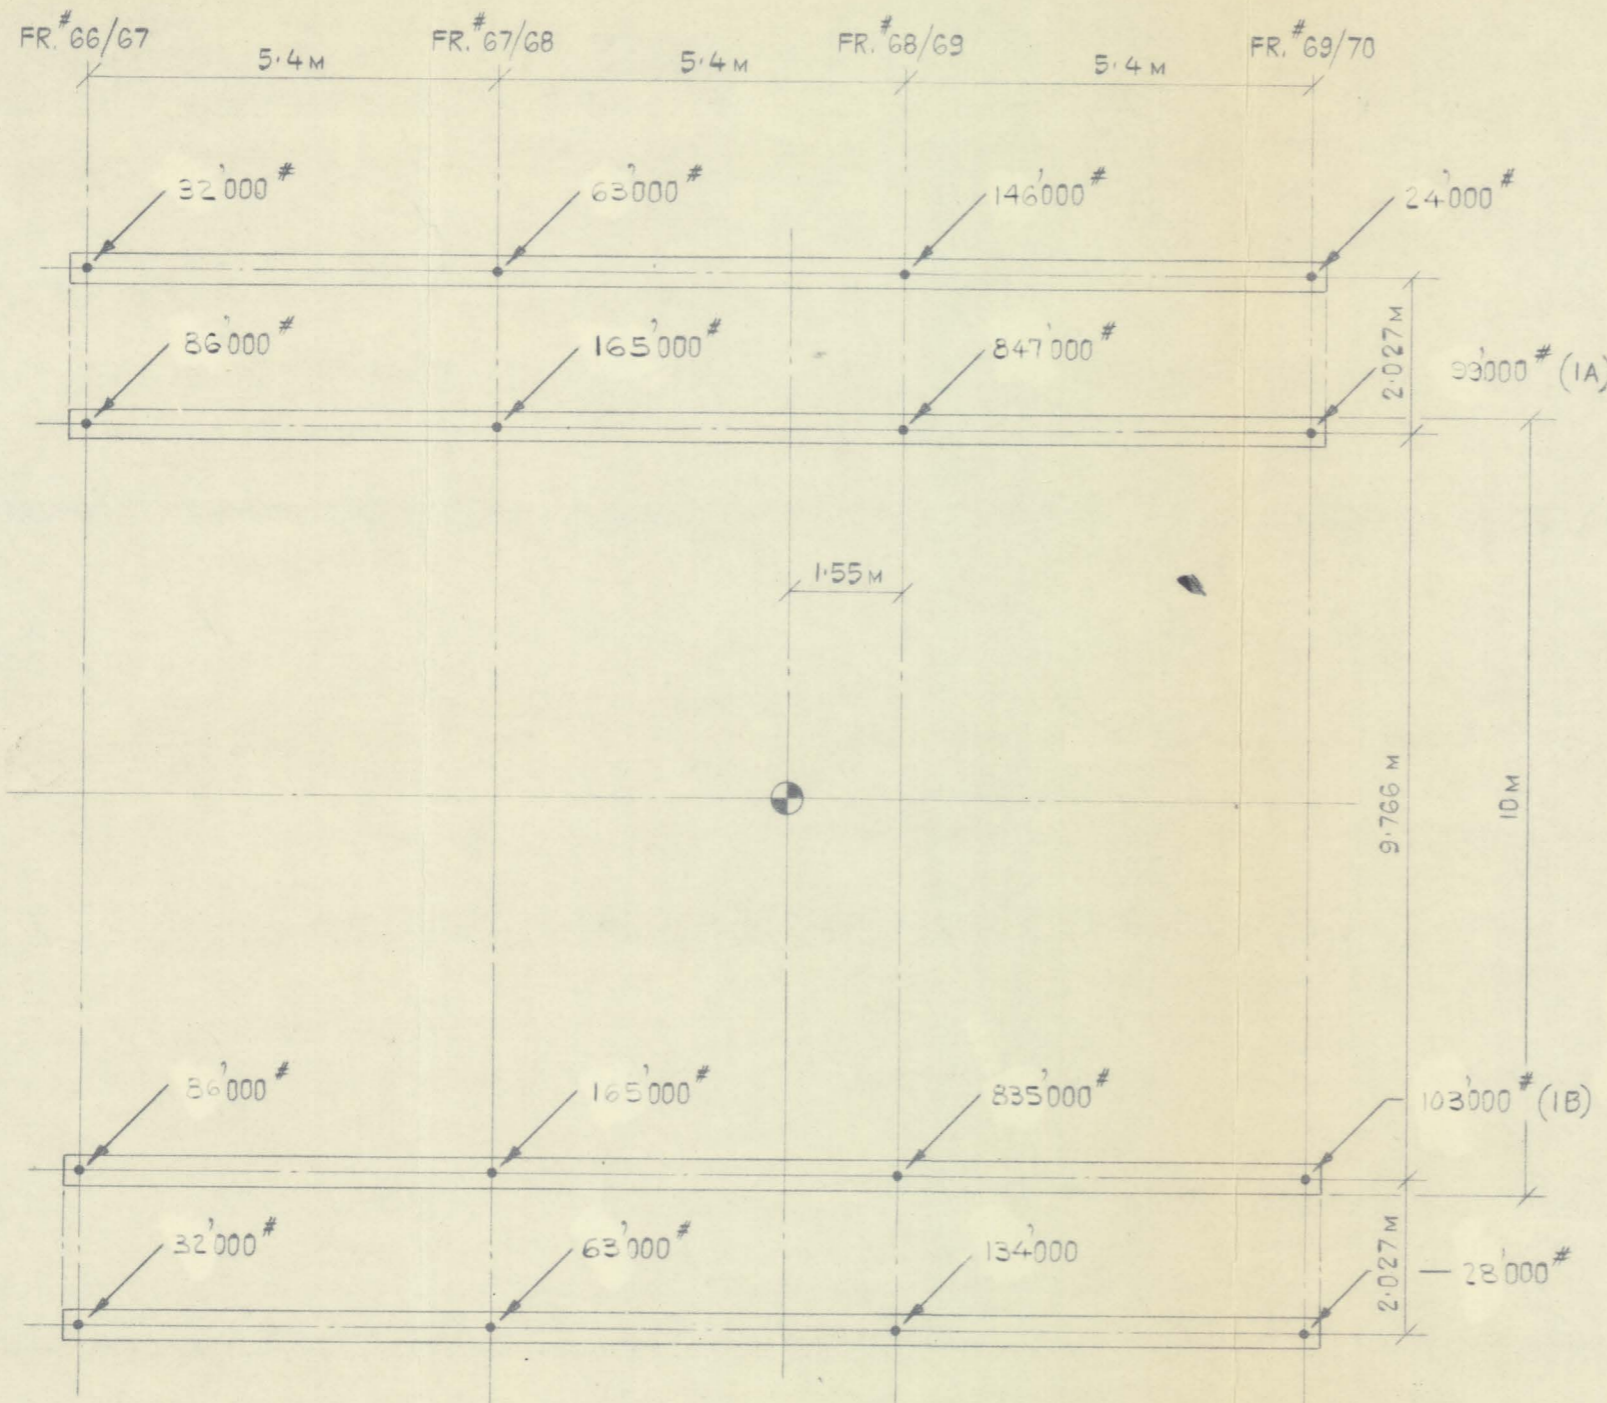 FR.#66/67 FR.#67/68 FR.#68/69 FR.#69/70
5.4 M 5.4 M 5.4 M
32'000# 63'000# 146'000# 24'000#
86'000# 165'000# 847'000# 99'000# (1A)
2.027 M
1.55 M
9.766 M
10 M
86'000# 165'000# 835'000# 103'000# (1B)
32'000# 63'000# 134'000 — 28'000#
2.027 M